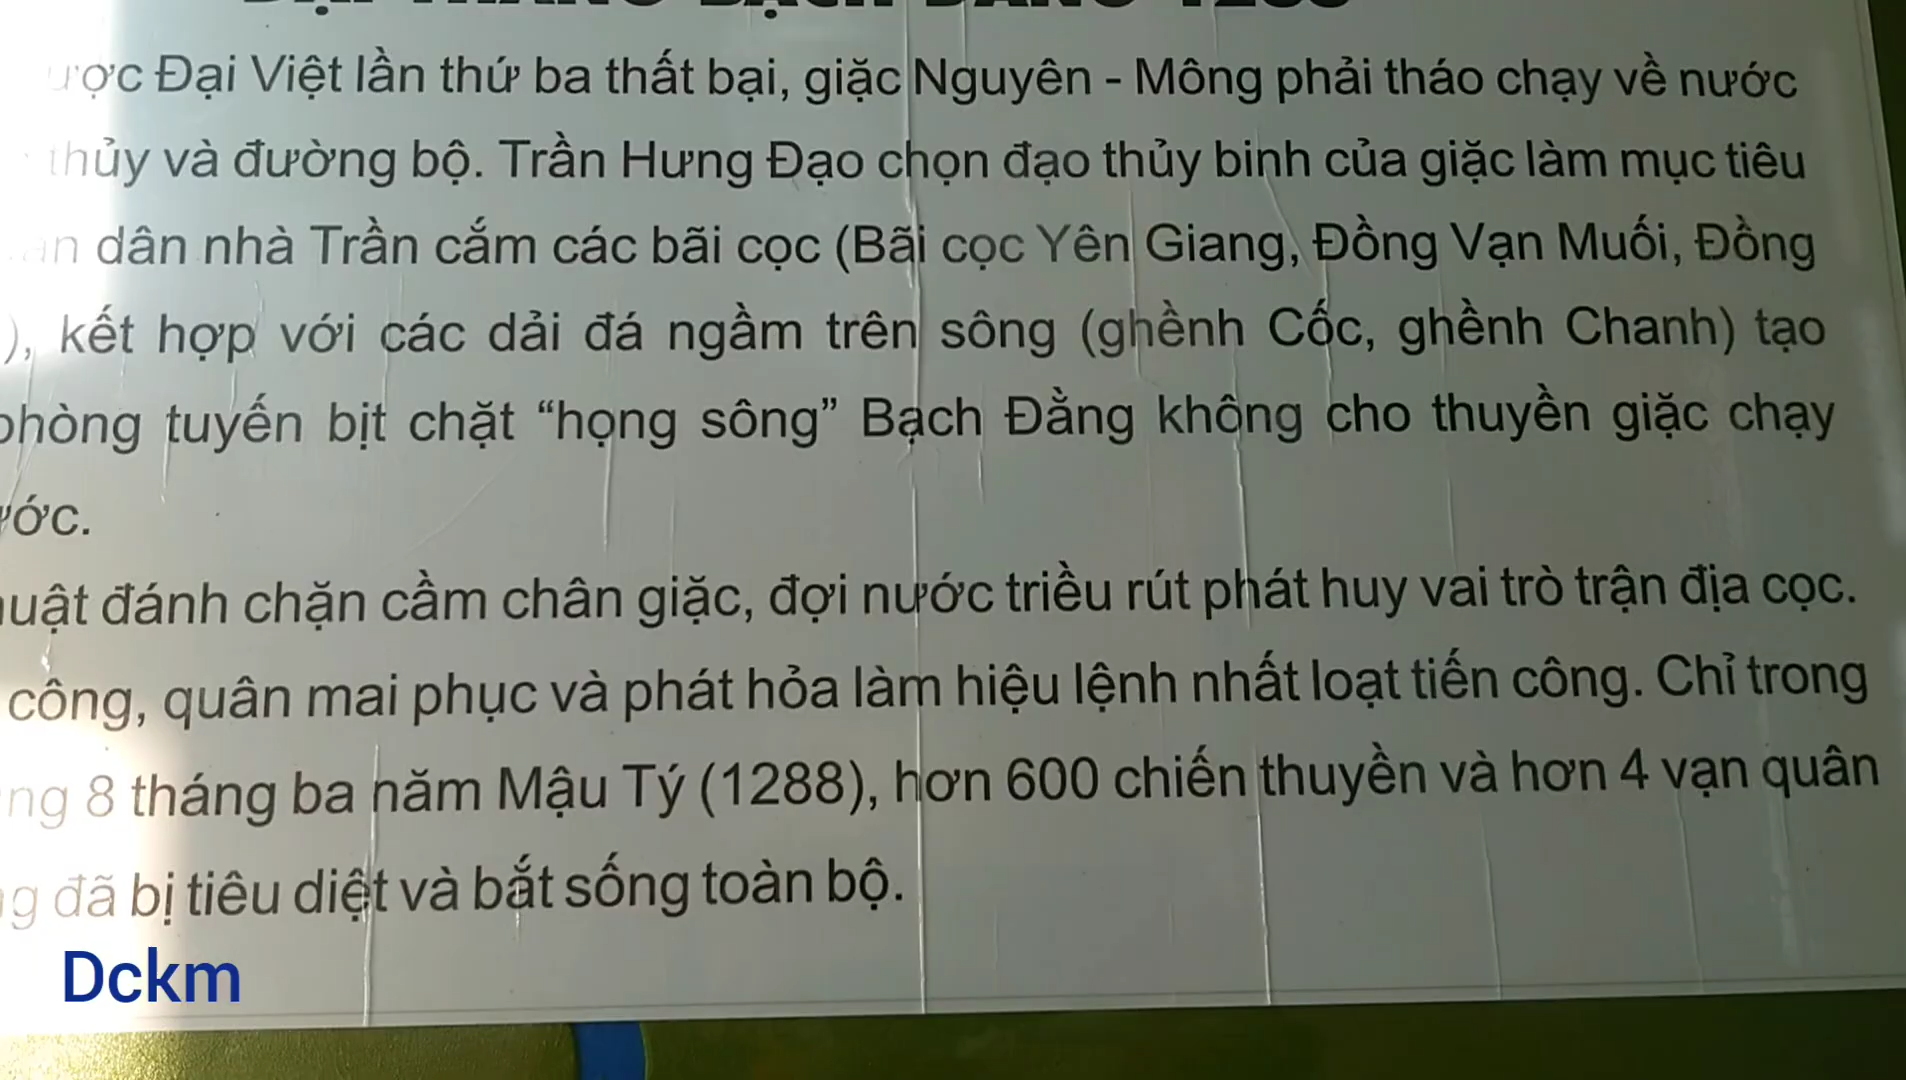 ĐẠI THẮNG BẠCH ĐẰNG 1288
Đại Việt lần thứ ba thất bại, giặc Nguyên - Mông phải tháo chạy về nước
thủy và đường bộ. Trần Hưng Đạo chọn đạo thủy binh của giặc làm mục tiêu
dân nhà Trần cắm các bãi cọc (Bãi cọc Yên Giang, Đồng Vạn Muối, Đồng
), kết hợp với các dải đá ngầm trên sông (ghềnh Cốc, ghềnh Chanh) tạo
phòng tuyến bịt chặt “họng sông” Bạch Đằng không cho thuyền giặc chạy
đánh chặn cầm chân giặc, đợi nước triều rút phát huy vai trò trận địa cọc.
công, quân mai phục và phát hỏa làm hiệu lệnh nhất loạt tiến công. Chỉ trong
8 tháng ba năm Mậu Tý (1288), hơn 600 chiến thuyền và hơn 4 vạn quân
đã bị tiêu diệt và bắt sống toàn bộ.
Dckm